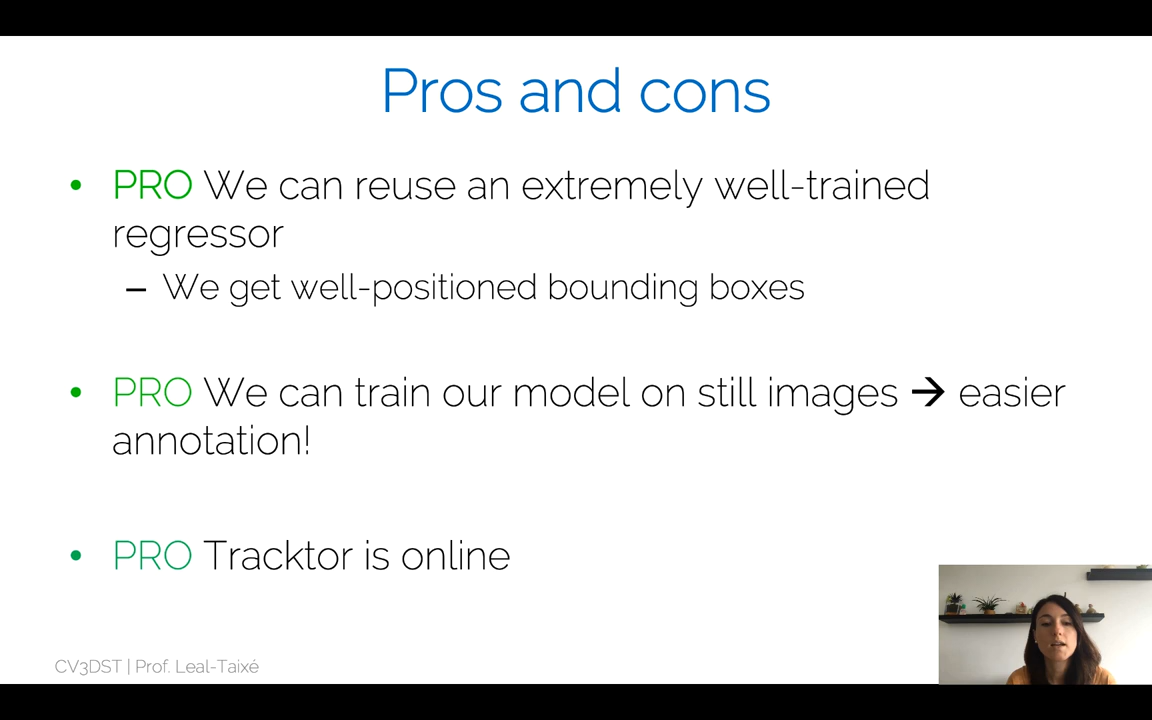 Pros and cons
• PRO We can reuse an extremely well-trained
regressor
– We get well-positioned bounding boxes
• PRO We can train our model on still images → easier
annotation!
• PRO Tracktor is online
CV3DST | Prof. Leal-Taixé